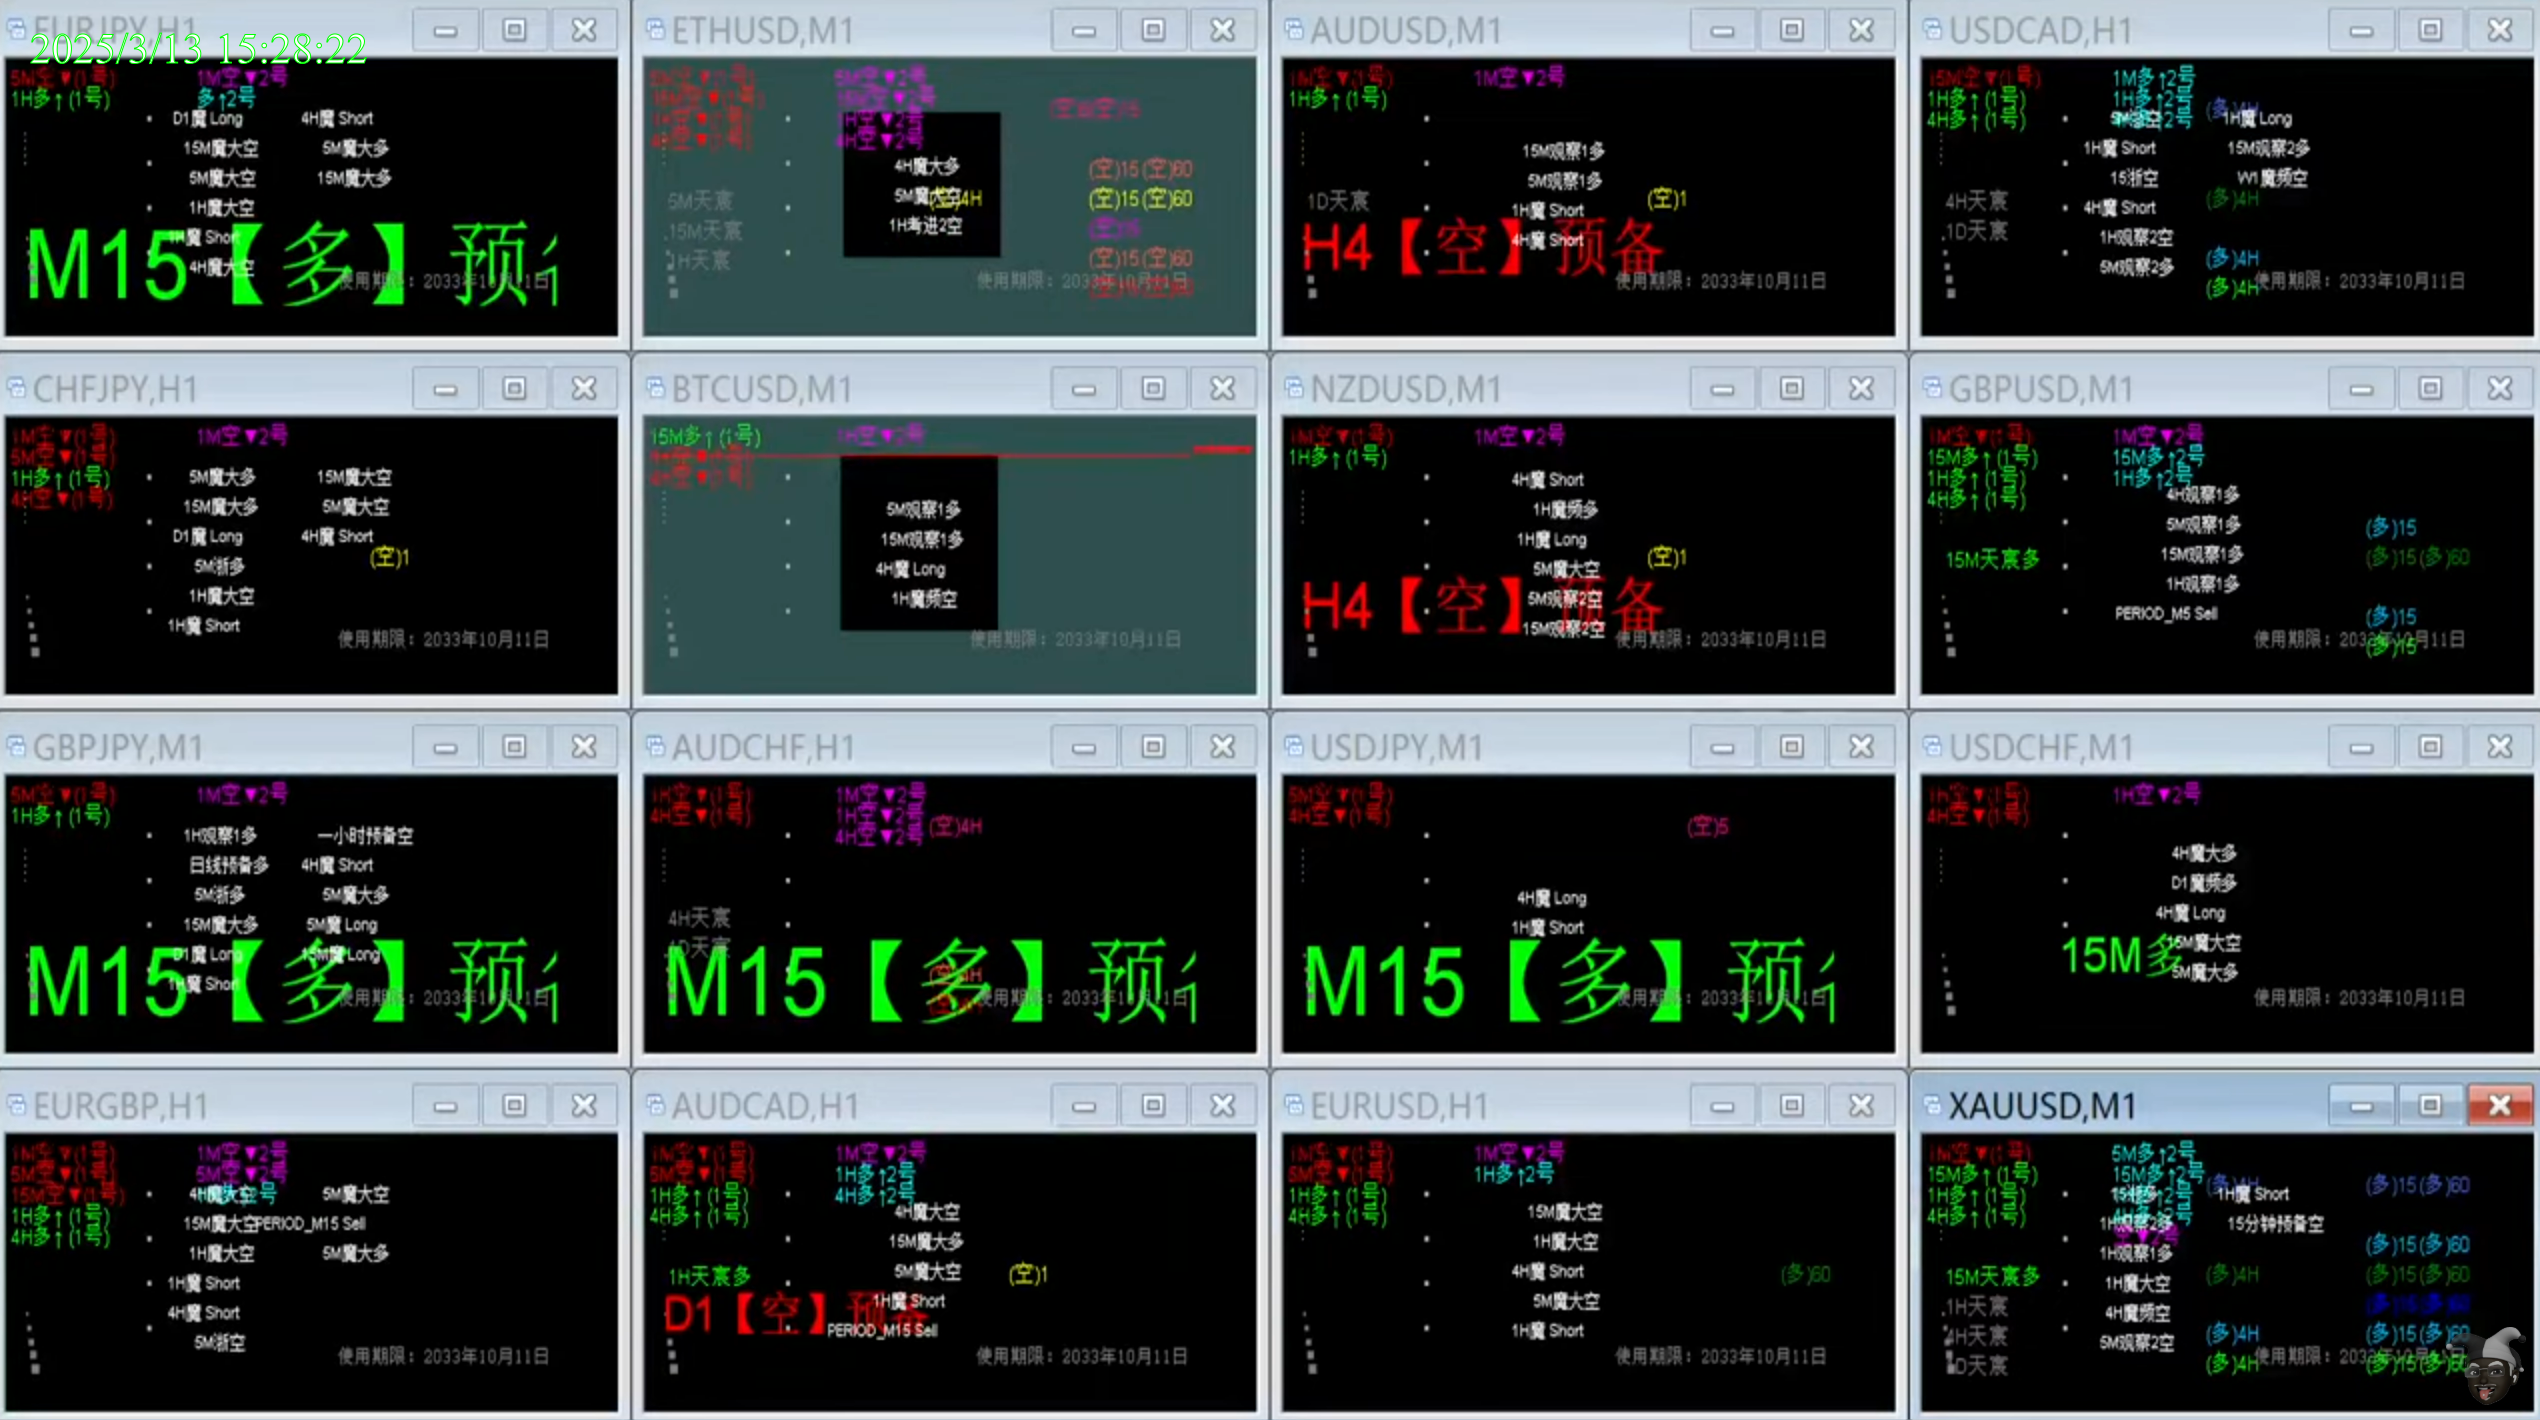 EURJPY,H1
2025/3/13 15:28:22
5M空▼(1号) 1M空▼2号
1H多↑(1号) 多↑2号
D1魔 Long 4H魔 Short
15M魔大空 5M魔大多
5M魔大空 15M魔大多
1H魔大空
1H魔 Short
4H魔大空
M15【多】预
使用期限：2033年10月11日
ETHUSD,M1
5M空▼(1号) 5M空▼2号
15M空▼(1号) 15M空▼2号
1H空▼(1号) 1H空▼2号
4H空▼(1号) 4H空▼2号
4H魔大多 (空)15(空)60
5M天宸 5M魔大空 (空)4H (空)15(空)60
15M天宸 1H考进2空 (空)15
1H天宸 (空)15(空)60
使用期限：2033年10月11日
AUDUSD,M1
1M空▼(1号) 1M空▼2号
1H多↑(1号)
15M观察1多
5M观察1多
1D天宸 1H魔 Short (空)1
4H魔 Short
H4【空】预备
使用期限：2033年10月11日
USDCAD,H1
15M空▼(1号) 1M多↑2号
1H多↑(1号) 1H多↑2号 (多)4H
4H多↑(1号) 5M浙空 1H魔 Long
1H魔 Short 15M观察2多
15浙空 W1魔频空
4H天宸 4H魔 Short (多)4H
1D天宸 1H观察2空
5M观察2多 (多)4H
(多)4H 使用期限：2033年10月11日
CHFJPY,H1
1M空▼(1号) 1M空▼2号
5M空▼(1号)
1H多↑(1号) 5M魔大多 15M魔大空
4H空▼(1号) 15M魔大多 5M魔大空
D1魔 Long 4H魔 Short
5M浙多 (空)1
1H魔大空
1H魔 Short
使用期限：2033年10月11日
BTCUSD,M1
15M多↑(1号) 1H空▼2号
4H空▼(1号)
5M观察1多
15M观察1多
4H魔 Long
1H魔频空
使用期限：2033年10月11日
NZDUSD,M1
1M空▼(1号) 1M空▼2号
1H多↑(1号)
4H魔 Short
1H魔频多
1H魔 Long (空)1
5M魔大空
5M观察2空
15M观察2空
H4【空】预备
使用期限：2033年10月11日
GBPUSD,M1
1M空▼(1号) 1M空▼2号
15M多↑(1号) 15M多↑2号
1H多↑(1号) 1H多↑2号
4H多↑(1号) 4H观察1多
5M观察1多 (多)15
15M天宸多 15M观察1多 (多)15(多)60
1H观察1多
PERIOD_M5 Sell (多)15
使用期限：2033年10月11日
(多)15
GBPJPY,M1
5M空▼(1号) 1M空▼2号
1H多↑(1号)
1H观察1多 一小时预备空
日线预备多 4H魔 Short
5M浙多 5M魔大多
15M魔大多 5M魔 Long
D1魔 Long 15M魔 Long
1H魔 Short
M15【多】预
使用期限：2033年10月11日
AUDCHF,H1
1H空▼(1号) 1M空▼2号
4H空▼(1号) 1H空▼2号
4H空▼2号 (空)4H
4H天宸
1D天宸
M15【多】预
(空)4H
使用期限：2033年10月11日
USDJPY,M1
5M空▼(1号)
4H空▼(1号) (空)5
4H魔 Long
1H魔 Short
M15【多】预
使用期限：2033年10月11日
USDCHF,M1
1H空▼(1号) 1H空▼2号
4H空▼(1号)
4H魔大多
D1魔频多
4H魔 Long
15M魔大空
15M多
5M魔大多
使用期限：2033年10月11日
EURGBP,H1
1M空▼(1号) 1M空▼2号
5M空▼(1号) 5M空▼2号
15M空▼(1号) 4H魔大空 5M魔大空
1H多↑(1号) 15M魔大空 PERIOD_M15 Sell
4H多↑(1号) 1H魔大空 5M魔大多
1H魔 Short
4H魔 Short
5M浙空
使用期限：2033年10月11日
AUDCAD,H1
1M空▼(1号) 1M空▼2号
5M空▼(1号) 1H多↑2号
1H多↑(1号) 4H多↑2号
4H多↑(1号) 4H魔大空
15M魔大多
1H天宸多 5M魔大空 (空)1
1H魔 Short
D1【空】预备
PERIOD_M15 Sell
使用期限：2033年10月11日
EURUSD,H1
1M空▼(1号) 1M空▼2号
5M空▼(1号) 1H多↑2号
1H多↑(1号)
4H多↑(1号) 15M魔大空
1H魔大空
4H魔 Short (多)60
5M魔大空
1H魔 Short
使用期限：2033年10月11日
XAUUSD,M1
1M空▼(1号) 5M多↑2号
15M多↑(1号) 15M多↑2号 (多)4H (多)15(多)60
1H多↑(1号) 1H魔 Short
4H多↑(1号) 1H观察2多 15分钟预备空
空▼2号
1H观察1多 (多)15(多)60
15M天宸多 1H魔大空 (多)4H (多)15(多)60
1H天宸 4H魔频空 (多)15(多)60
4H天宸 5M观察2空 (多)4H (多)15(多)60
1D天宸 (多)4H 使用期限：2033年10月11日
(多)15(多)60